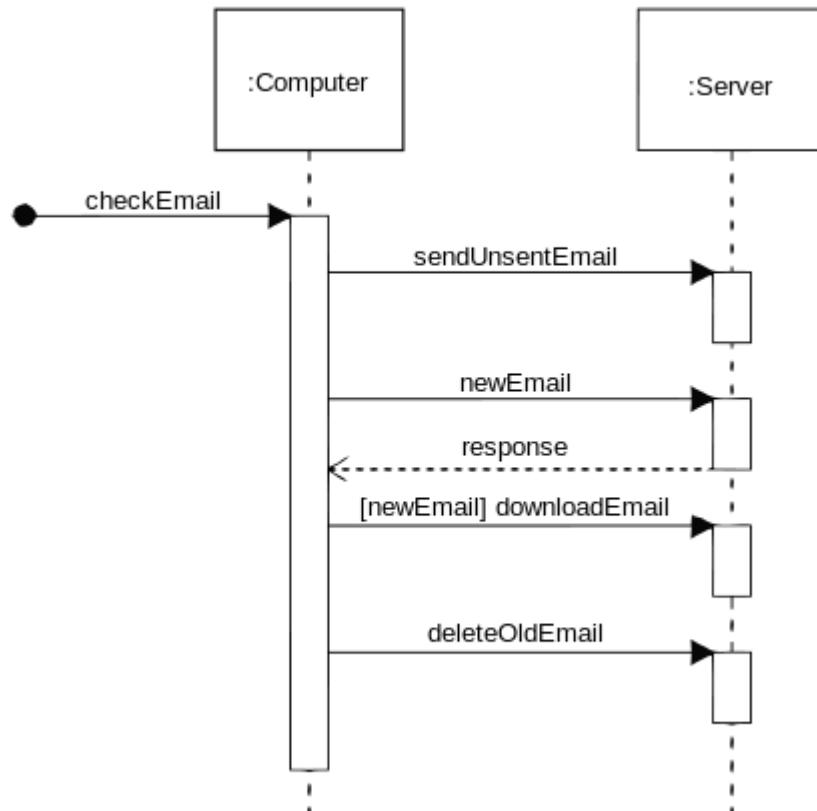 :Computer
:Server
checkEmail
sendUnsentEmail
newEmail
response
[newEmail] downloadEmail
deleteOldEmail